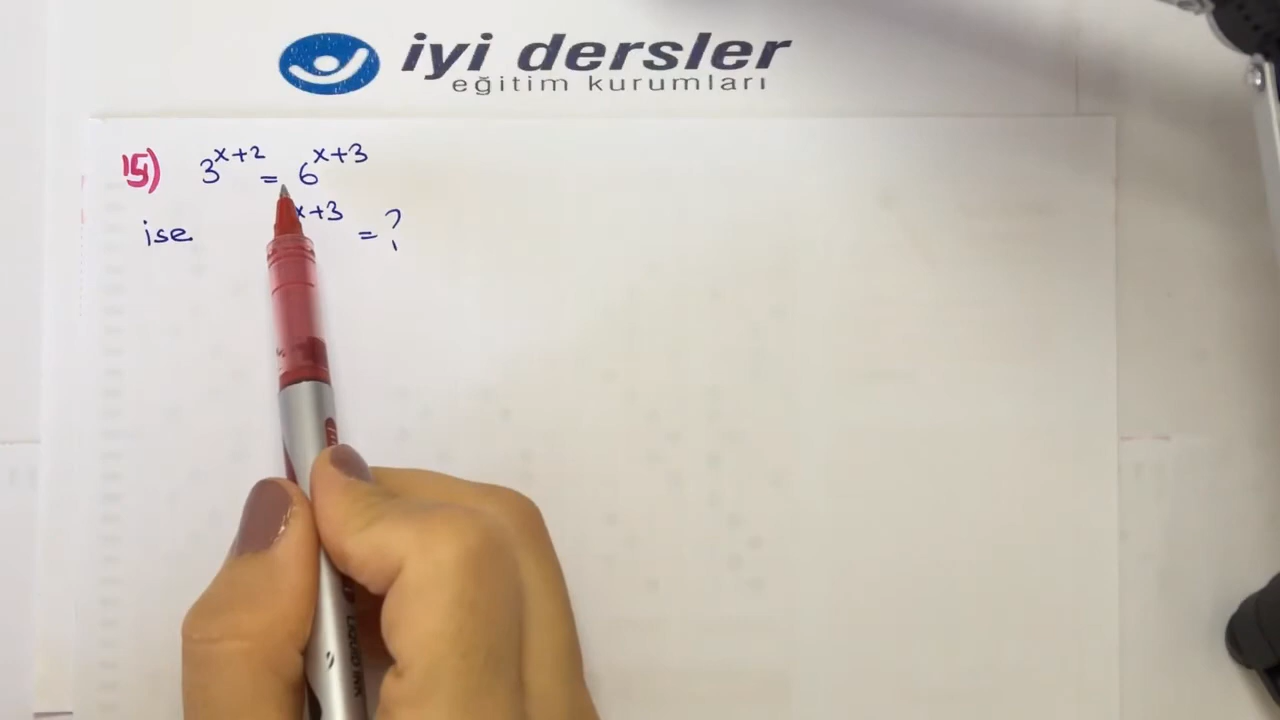 iyi dersler
eğitim kurumları
15) 3^x+2 = 6^x+3
ise x+3 = ?